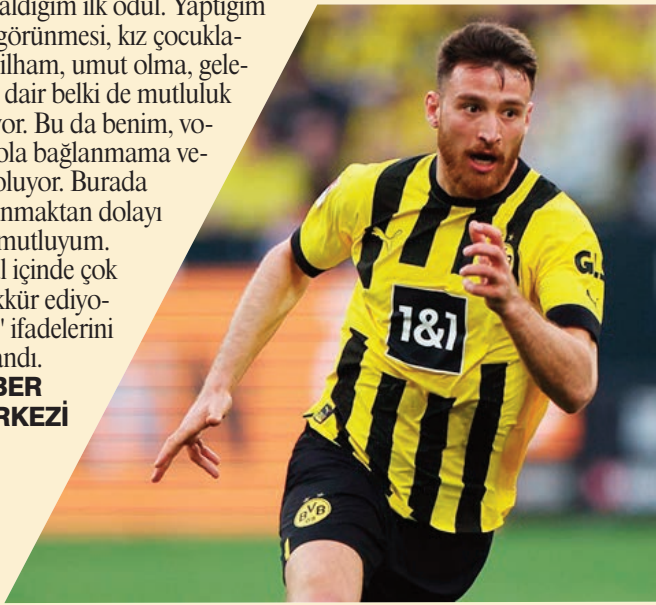 aldığım ilk ödül. Yaptığım
görünmesi, kız çocukla-
ilham, umut olma, gele-
dair belki de mutluluk
yor. Bu da benim, vo-
ola bağlanmama ve-
oluyor. Burada
nmaktan dolayı
mutluyum.
l içinde çok
kkür ediyo-
" ifadelerini
andı.
BER
RKEZİ
1&1
BVB
09